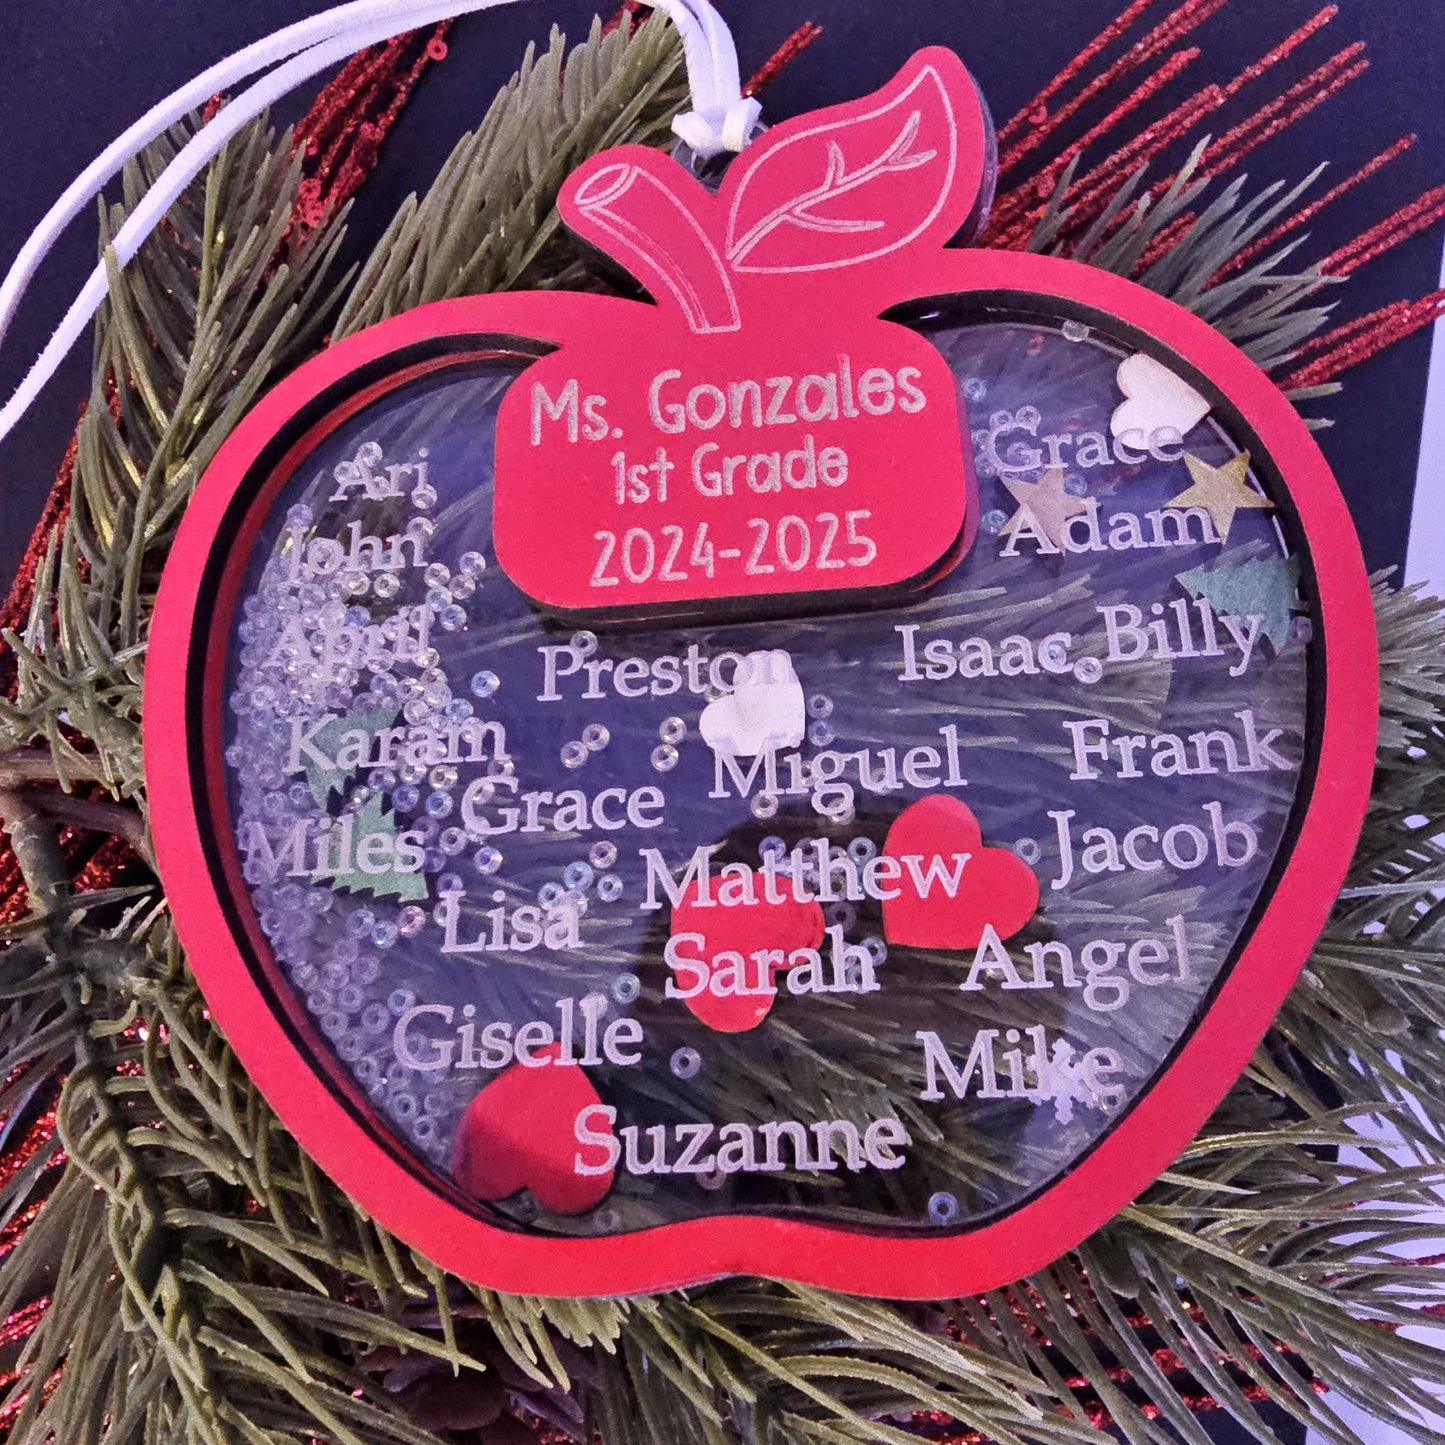 Ms. Gonzales
1st Grade
2024-2025
Ari
John
April
Karam
Miles
Preston
Grace
Lisa
Giselle
Miguel
Matthew
Sarah
Suzanne
Grace
Adam
Isaac
Billy
Frank
Jacob
Angel
Mike